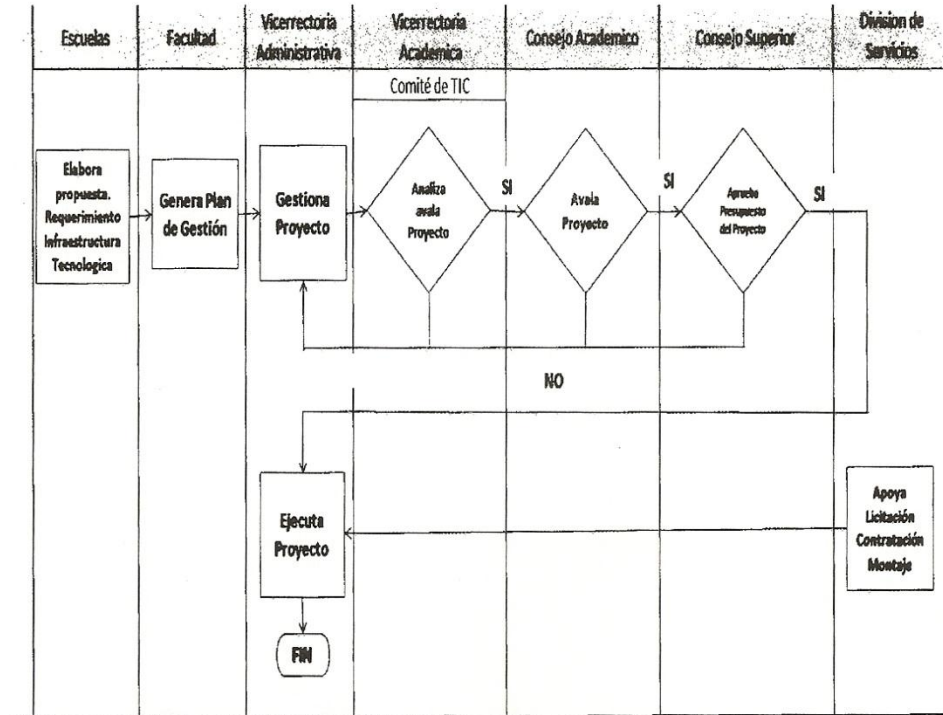 Escuelas
Facultad
Vicerrectoria
Administrativa
Vicerrectoria
Academica
Consejo Academico
Consejo Superior
Division de
Servicios
Comité de TIC
Elabora
propuesta.
Requerimiento
Infraestructura
Tecnologica
Genera Plan
de Gestión
Gestiona
Proyecto
Analiza
avala
Proyecto
SI
Avala
Proyecto
SI
Aprueba
Presupuesto
del Proyecto
SI
NO
Ejecuta
Proyecto
Apoya
Licitación
Contratación
Montaje
FIN